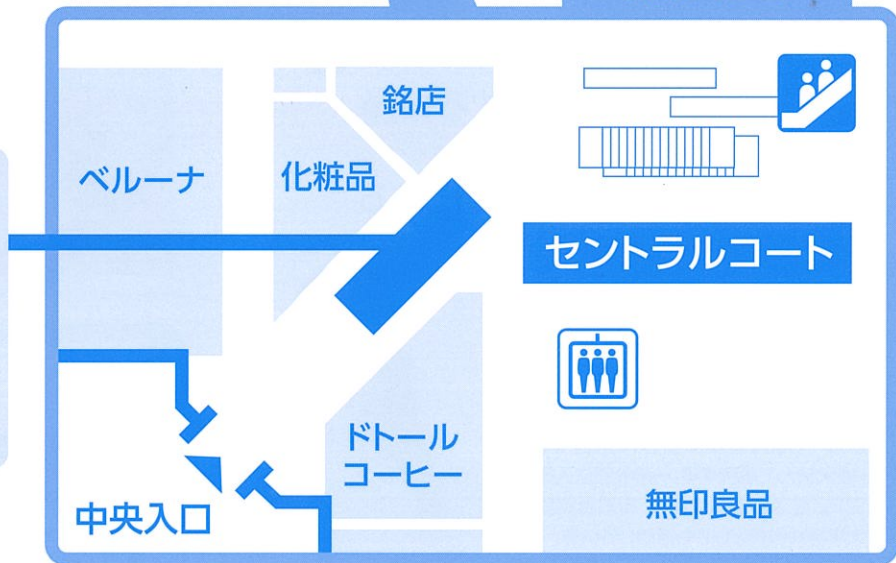 銘店
ベルーナ
化粧品
セントラルコート
ドトール
コーヒー
中央入口
無印良品